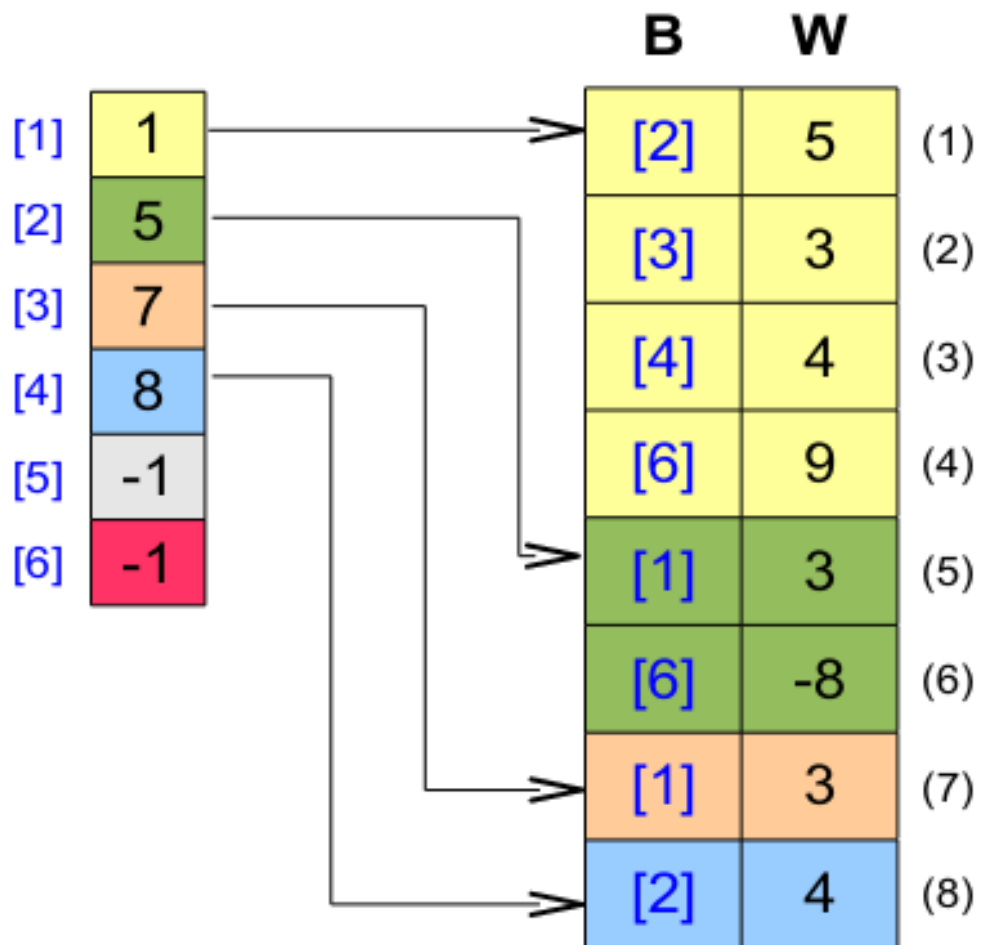 B W
[1] 1 [2] 5 (1)
[2] 5 [3] 3 (2)
[3] 7 [4] 4 (3)
[4] 8 [6] 9 (4)
[5] -1 [1] 3 (5)
[6] -1 [6] -8 (6)
[1] 3 (7)
[2] 4 (8)